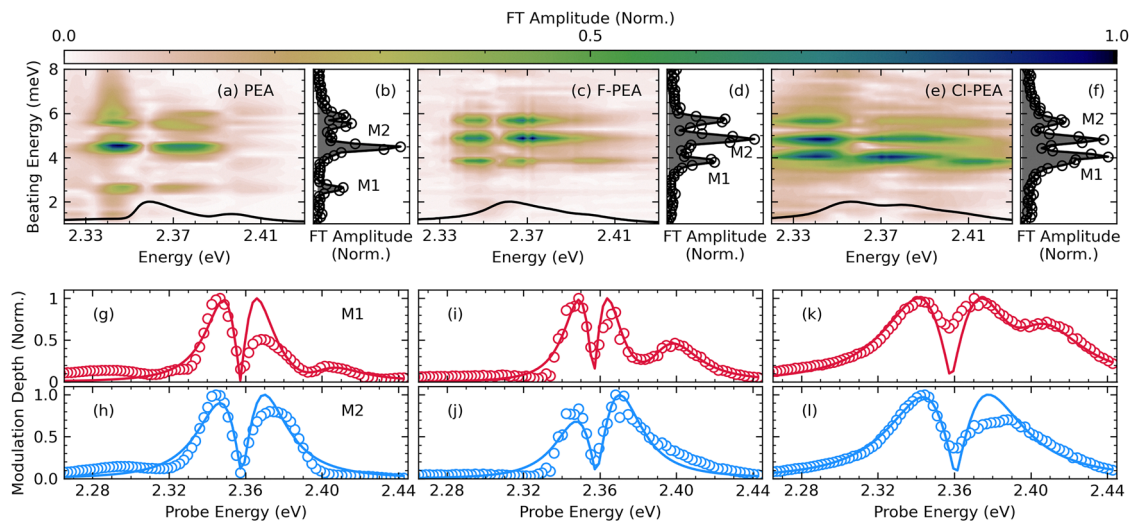 FT Amplitude (Norm.)
0.0 0.5 1.0
Beating Energy (meV)
8
6
4
2
(a) PEA
(b)
M2
M1
(c) F-PEA
(d)
M2
M1
(e) Cl-PEA
(f)
M2
M1
2.33 2.37 2.41
Energy (eV)
FT Amplitude
(Norm.)
2.33 2.37 2.41
Energy (eV)
FT Amplitude
(Norm.)
2.33 2.37 2.41
Energy (eV)
FT Amplitude
(Norm.)
Modulation Depth (Norm.)
1
0.5
0
(g) M1
(i)
(k)
1.0
0.5
0.0
(h) M2
(j)
(l)
2.28 2.32 2.36 2.40 2.44
Probe Energy (eV)
2.28 2.32 2.36 2.40 2.44
Probe Energy (eV)
2.28 2.32 2.36 2.40 2.44
Probe Energy (eV)